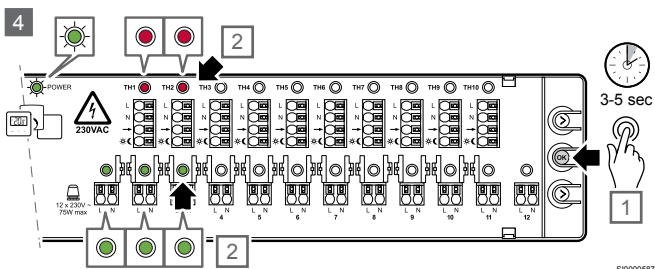 4
2
POWER
TH1 TH2 TH3 TH4 TH5 TH6 TH7 TH8 TH9 TH10
3-5 sec
L L L L L L L L L L
N N N N N N N N N N
230VAC
OK
12 x 230V ~
75W max
L N L N L N L N L N L N L N L N L N L N L N
4 5 6 7 8 9 10 11 12
1
2